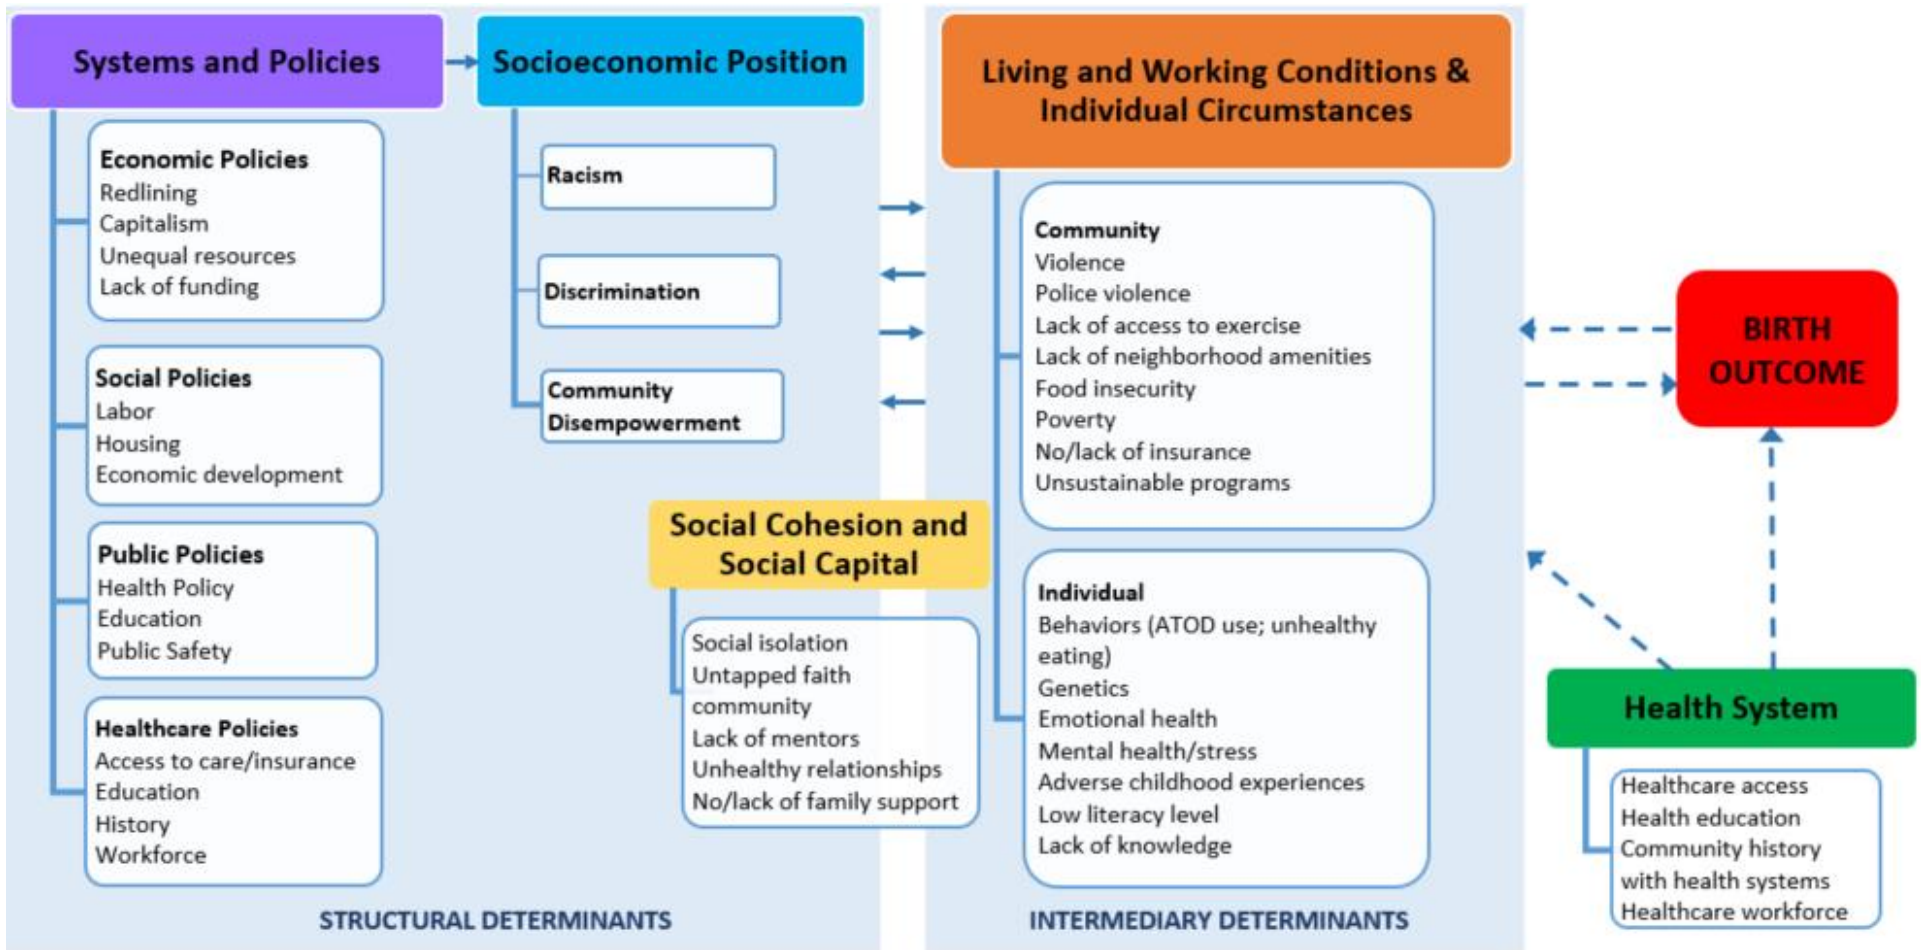 Systems and Policies
Economic Policies
Redlining
Capitalism
Unequal resources
Lack of funding
Social Policies
Labor
Housing
Economic development
Public Policies
Health Policy
Education
Public Safety
Healthcare Policies
Access to care/insurance
Education
History
Workforce
Socioeconomic Position
Racism
Discrimination
Community
Disempowerment
STRUCTURAL DETERMINANTS
Social Cohesion and
Social Capital
Social isolation
Untapped faith
community
Lack of mentors
Unhealthy relationships
No/lack of family support
Living and Working Conditions &
Individual Circumstances
Community
Violence
Police violence
Lack of access to exercise
Lack of neighborhood amenities
Food insecurity
Poverty
No/lack of insurance
Unsustainable programs
Individual
Behaviors (ATOD use; unhealthy
eating)
Genetics
Emotional health
Mental health/stress
Adverse childhood experiences
Low literacy level
Lack of knowledge
INTERMEDIARY DETERMINANTS
BIRTH
OUTCOME
Health System
Healthcare access
Health education
Community history
with health systems
Healthcare workforce